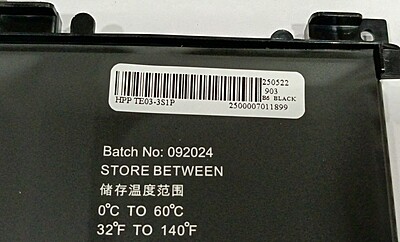 250522
903
HPP TE03-3S1P B6 BLACK
2500007011899
Batch No: 092024
STORE BETWEEN
储存温度范围
0°C TO 60°C
32°F TO 140°F